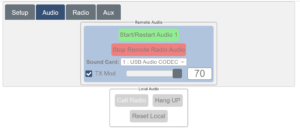 Setup Audio Radio Aux
Remote Audio
Start/Restart Audio 1
Stop Remote Radio Audio
Sound Card: 1 : USB Audio CODEC
TX Mod 70
Local Audio
Call Radio Hang UP
Reset Local